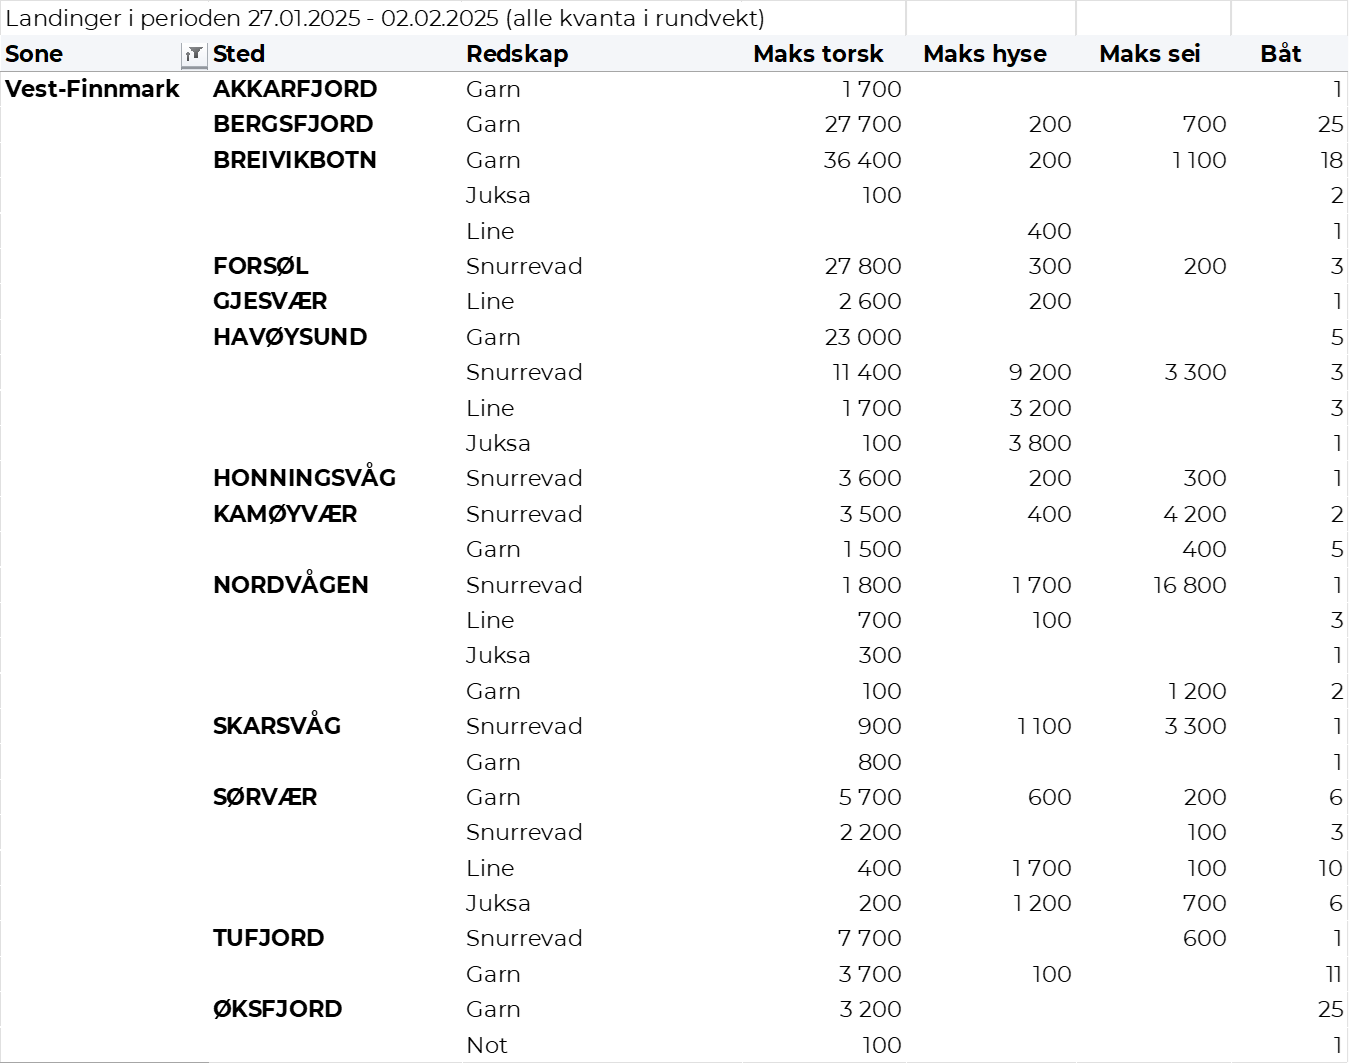 Landinger i perioden 27.01.2025 - 02.02.2025 (alle kvanta i rundvekt)
Sone Sted Redskap Maks torsk Maks hyse Maks sei Båt
Vest-Finnmark AKKARFJORD Garn 1 700 1
BERGSFJORD Garn 27 700 200 700 25
BREIVIKBOTN Garn 36 400 200 1 100 18
Juksa 100 2
Line 400 1
FORSØL Snurrevad 27 800 300 200 3
GJESVÆR Line 2 600 200 1
HAVØYSUND Garn 23 000 5
Snurrevad 11 400 9 200 3 300 3
Line 1 700 3 200 3
Juksa 100 3 800 1
HONNINGSVÅG Snurrevad 3 600 200 300 1
KAMØYVÆR Snurrevad 3 500 400 4 200 2
Garn 1 500 400 5
NORDVÅGEN Snurrevad 1 800 1 700 16 800 1
Line 700 100 3
Juksa 300 1
Garn 100 1 200 2
SKARSVÅG Snurrevad 900 1 100 3 300 1
Garn 800 1
SØRVÆR Garn 5 700 600 200 6
Snurrevad 2 200 100 3
Line 400 1 700 100 10
Juksa 200 1 200 700 6
TUFJORD Snurrevad 7 700 600 1
Garn 3 700 100 11
ØKSFJORD Garn 3 200 25
Not 100 1